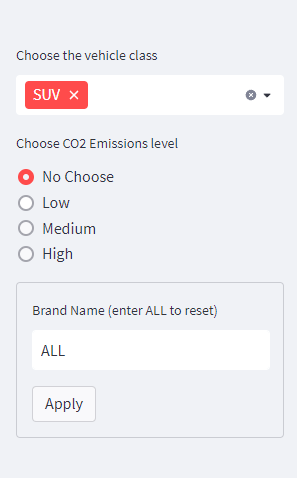 Choose the vehicle class
SUV
Choose CO2 Emissions level
No Choose
Low
Medium
High
Brand Name (enter ALL to reset)
ALL
Apply